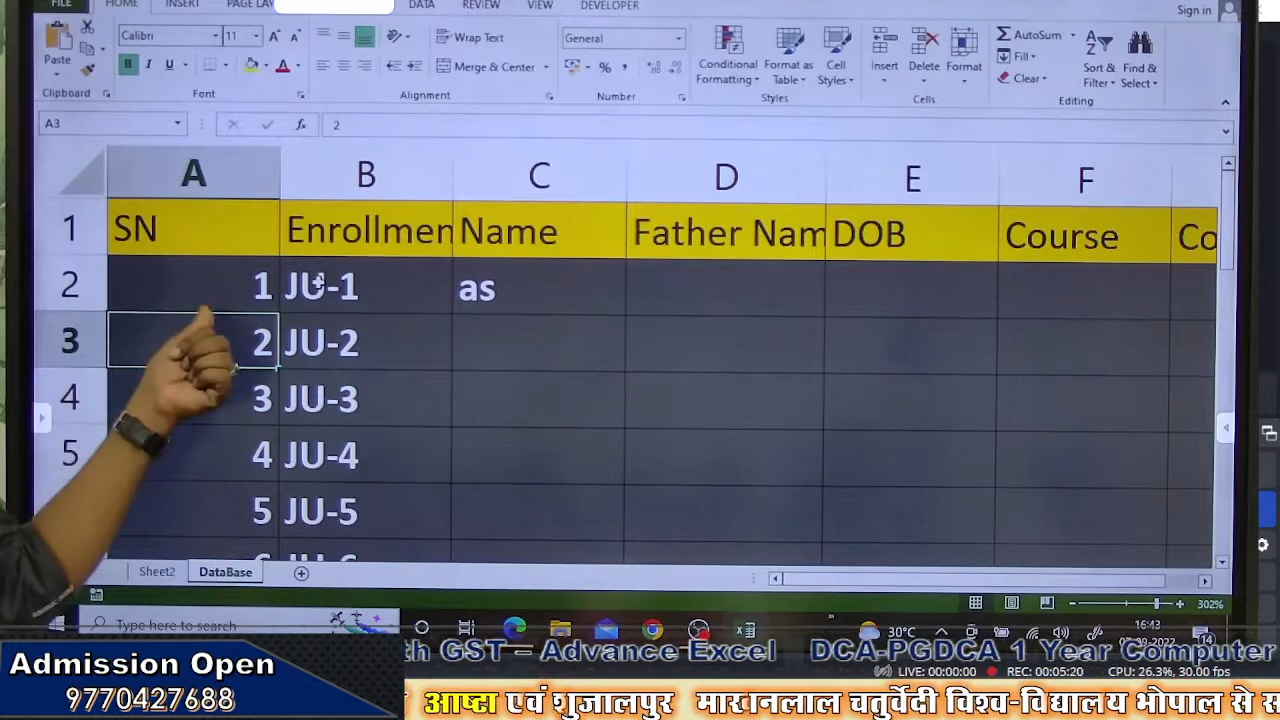 FILE HOME INSERT PAGE LAY DATA REVIEW VIEW DEVELOPER Sign in
Calibri 11 Wrap Text General AutoSum
Paste Conditional Format as Cell Insert Delete Format Fill Sort & Find &
B I U Merge & Center % Formatting Table Styles Clear Filter Select
Clipboard Font Alignment Number Styles Cells Editing
A3 fx 2
A B C D E F
1 SN Enrollmen Name Father Nam DOB Course Co
2 1 JU-1 as
3 2 JU-2
4 3 JU-3
5 4 JU-4
5 JU-5
Sheet2 DataBase
302%
Type here to search 30°C 16:43
Admission Open
9770427688
th GST – Advance Excel DCA-PGDCA 1 Year Computer
LIVE: 00:00:00 REC: 00:05:20 CPU: 26.3%, 30.00 fps
आष्टा एवं शुजालपुर माखनलाल चतुर्वेदी विश्व-विद्यालय भोपाल से